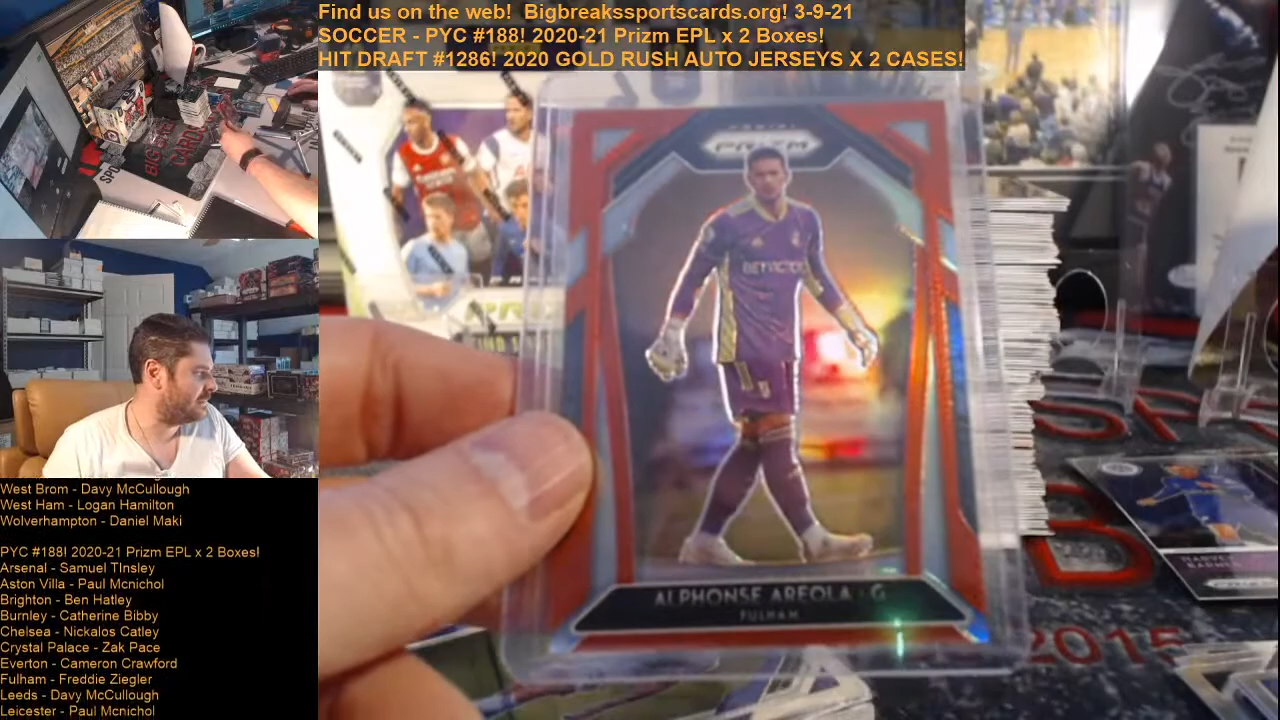 Find us on the web! Bigbreakssportscards.org! 3-9-21
SOCCER - PYC #188! 2020-21 Prizm EPL x 2 Boxes!
HIT DRAFT #1286! 2020 GOLD RUSH AUTO JERSEYS X 2 CASES!
PRIZM
ALPHONSE AREOLA - G
FULHAM
2015
West Brom - Davy McCullough
West Ham - Logan Hamilton
Wolverhampton - Daniel Maki
PYC #188! 2020-21 Prizm EPL x 2 Boxes!
Arsenal - Samuel TInsley
Aston Villa - Paul Mcnichol
Brighton - Ben Hatley
Burnley - Catherine Bibby
Chelsea - Nickalos Catley
Crystal Palace - Zak Pace
Everton - Cameron Crawford
Fulham - Freddie Ziegler
Leeds - Davy McCullough
Leicester - Paul Mcnichol